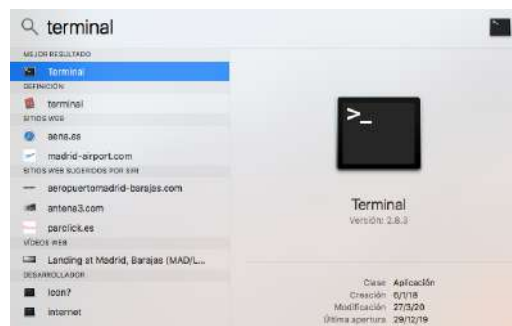 terminal
MEJOR RESULTADO
Terminal
DEFINICIÓN
terminal
SITIOS WEB
aena.es
madrid-airport.com
SITIOS WEB SUGERIDOS POR SIRI
aeropuertomadrid-barajas.com
antena3.com
parclick.es
VÍDEOS WEB
Landing at Madrid, Barajas (MAD/L...
DESARROLLADOR
Icon?
internet
>_
Terminal
Versión: 2.8.3
Clase Aplicación
Creación 6/1/18
Modificación 27/3/20
Última apertura 29/12/19